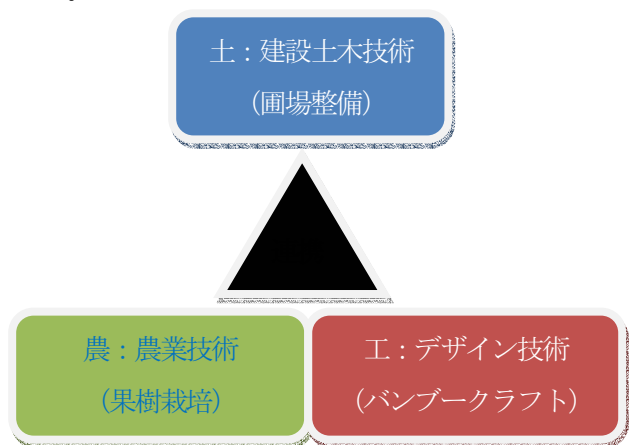 土：建設土木技術
（圃場整備）
農：農業技術
（果樹栽培）
工：デザイン技術
（バンブークラフト）